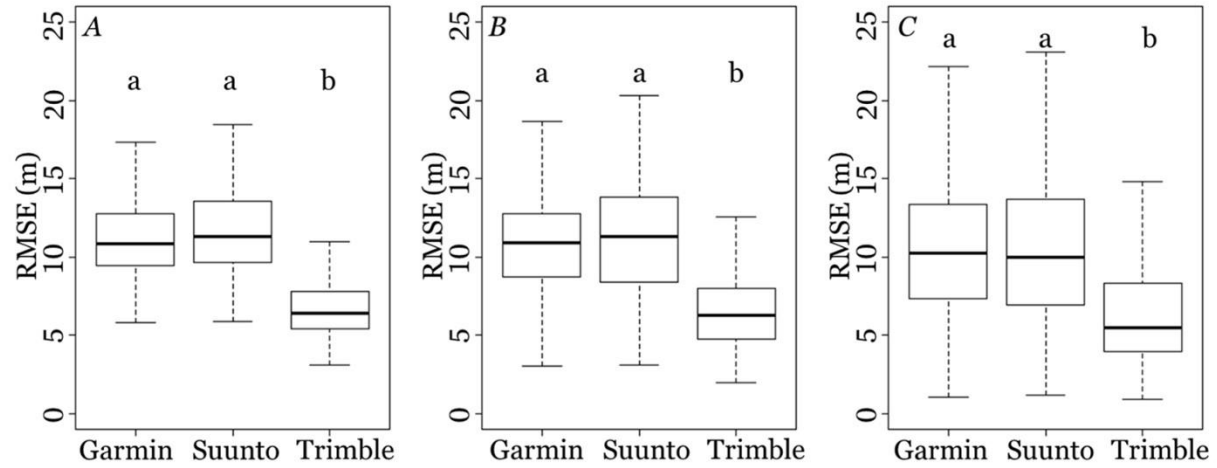 A
a a b
RMSE (m)
0 5 10 15 20 25
Garmin Suunto Trimble
B
a a b
RMSE (m)
0 5 10 15 20 25
Garmin Suunto Trimble
C
a a b
RMSE (m)
0 5 10 15 20 25
Garmin Suunto Trimble